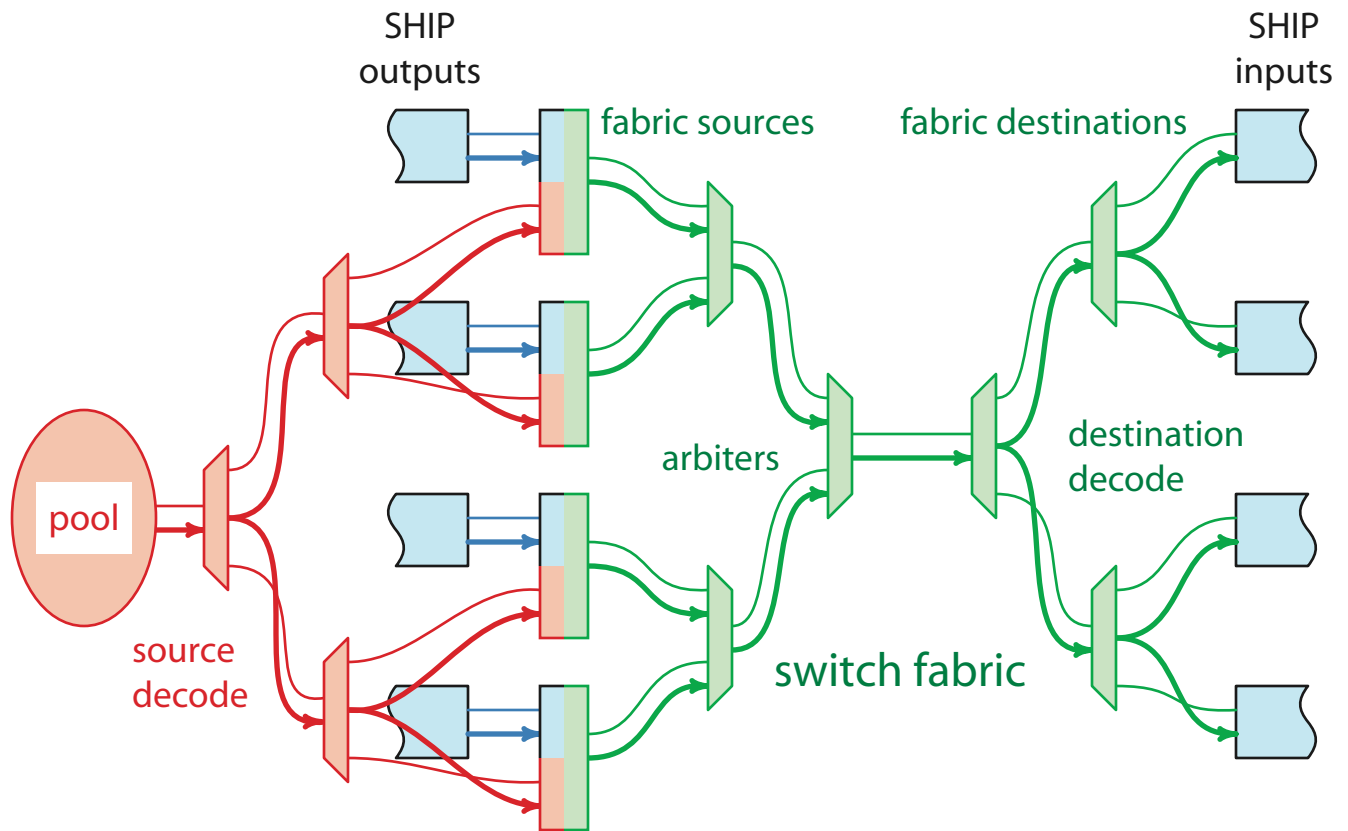 SHIP
outputs
SHIP
inputs
fabric sources
fabric destinations
arbiters
destination
decode
pool
source
decode
switch fabric